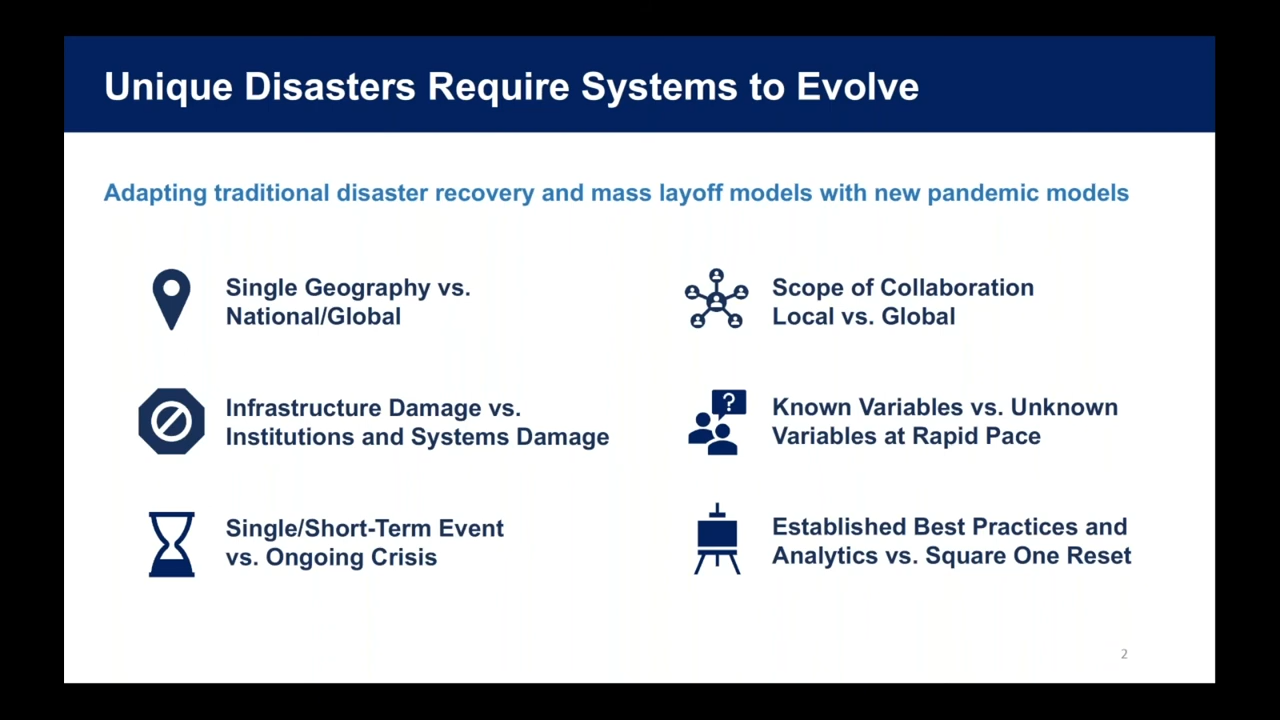 Unique Disasters Require Systems to Evolve
Adapting traditional disaster recovery and mass layoff models with new pandemic models
Single Geography vs.
National/Global
Infrastructure Damage vs.
Institutions and Systems Damage
Single/Short-Term Event
vs. Ongoing Crisis
Scope of Collaboration
Local vs. Global
?
Known Variables vs. Unknown
Variables at Rapid Pace
Established Best Practices and
Analytics vs. Square One Reset
2